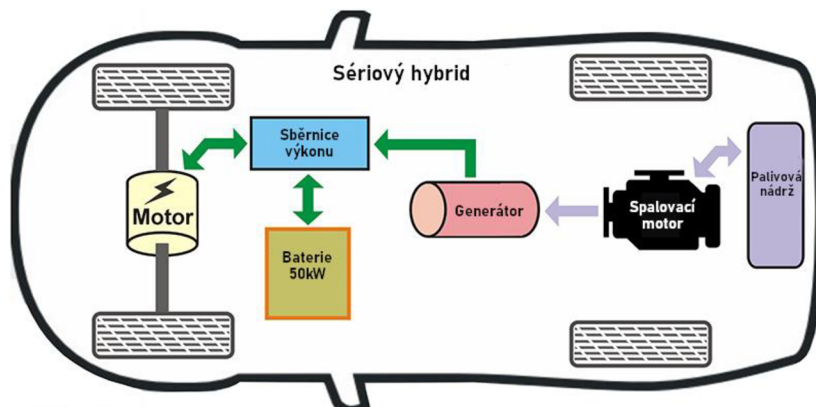 Sériový hybrid
Sběrnice
výkonu
Motor
Baterie
50kW
Generátor
Spalovací
motor
Palivová
nádrž